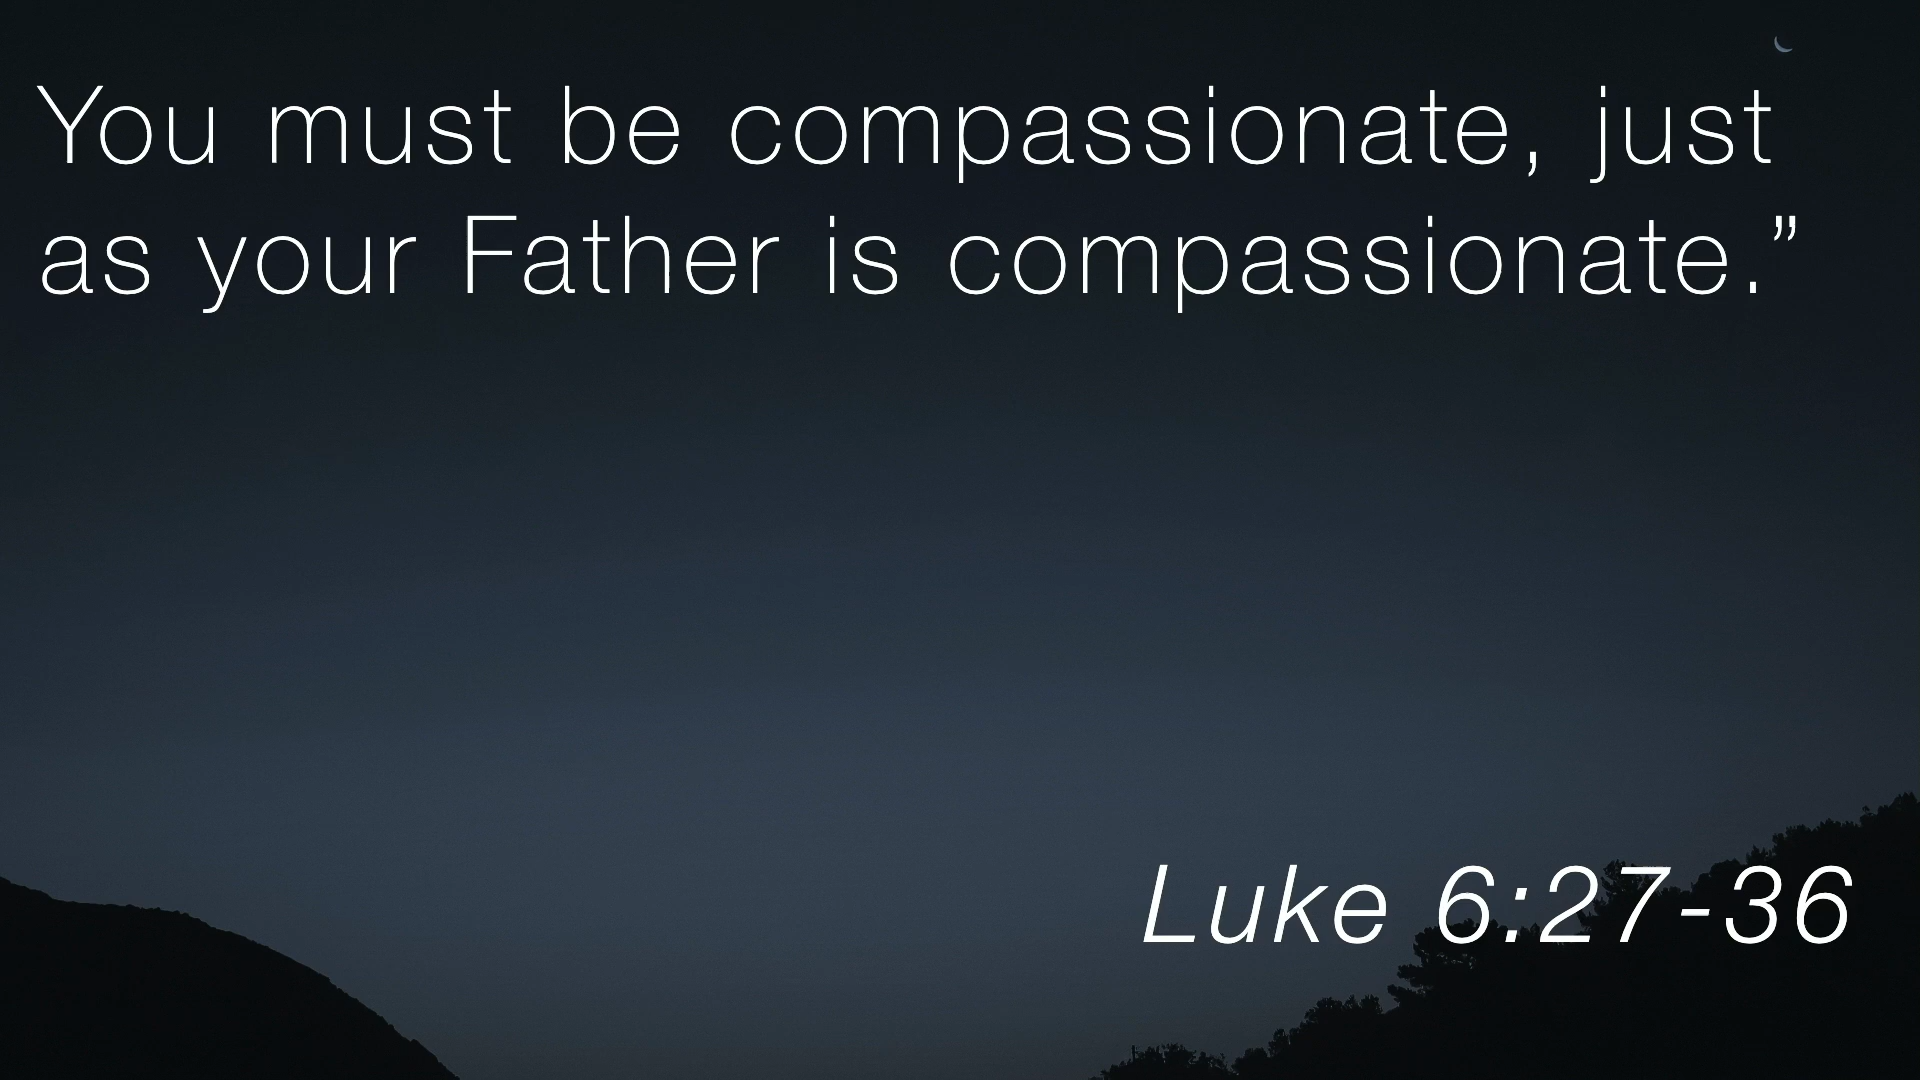 You must be compassionate, just
as your Father is compassionate.”
Luke 6:27-36